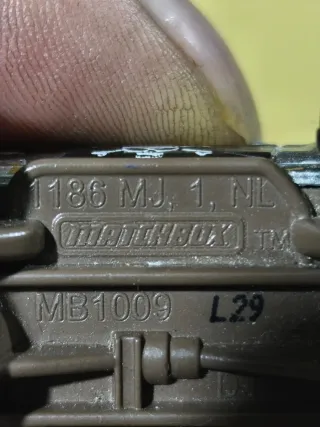 1186 MJ, 1, NL
MATCHBOX TM
MB1009 L29